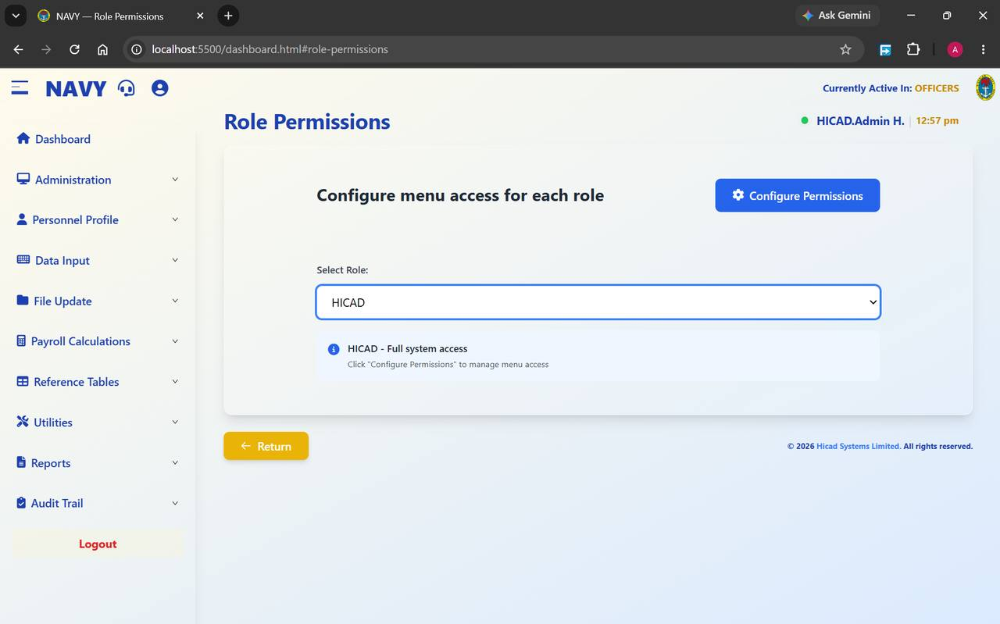 NAVY — Role Permissions
Ask Gemini
localhost:5500/dashboard.html#role-permissions
A
NAVY
Currently Active In: OFFICERS
Role Permissions
HICAD.Admin H. | 12:57 pm
Dashboard
Administration
Personnel Profile
Data Input
File Update
Payroll Calculations
Reference Tables
Utilities
Reports
Audit Trail
Logout
Configure menu access for each role
Configure Permissions
Select Role:
HICAD
HICAD - Full system access
Click "Configure Permissions" to manage menu access
Return
© 2026 Hicad Systems Limited. All rights reserved.